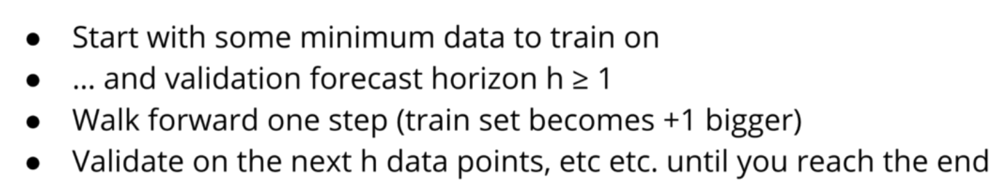 ● Start with some minimum data to train on
● ... and validation forecast horizon h ≥ 1
● Walk forward one step (train set becomes +1 bigger)
● Validate on the next h data points, etc etc. until you reach the end